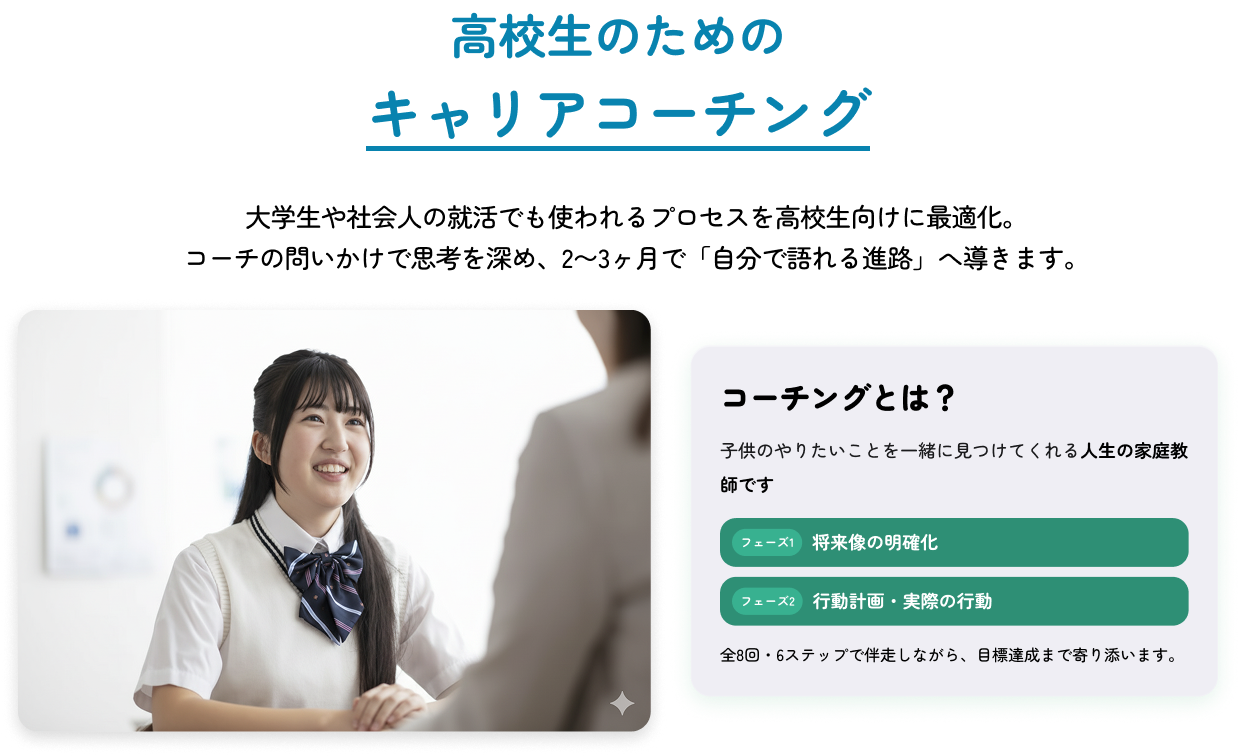 高校生のための
キャリアコーチング
大学生や社会人の就活でも使われるプロセスを高校生向けに最適化。
コーチの問いかけで思考を深め、2〜3ヶ月で「自分で語れる進路」へ導きます。
コーチングとは？
子供のやりたいことを一緒に見つけてくれる人生の家庭教
師です
フェーズ1 将来像の明確化
フェーズ2 行動計画・実際の行動
全8回・6ステップで伴走しながら、目標達成まで寄り添います。